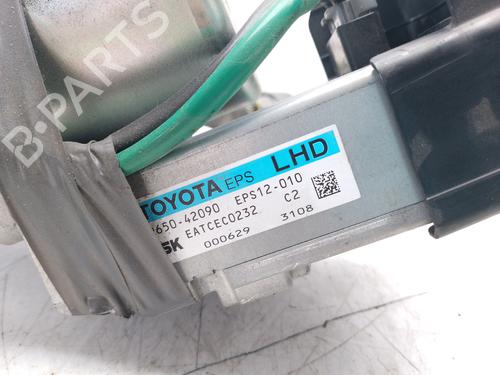 B-PARTS
TOYOTA EPS LHD
650-42090 EPS12-010
SK EATCEC0232 C2
000629 3108